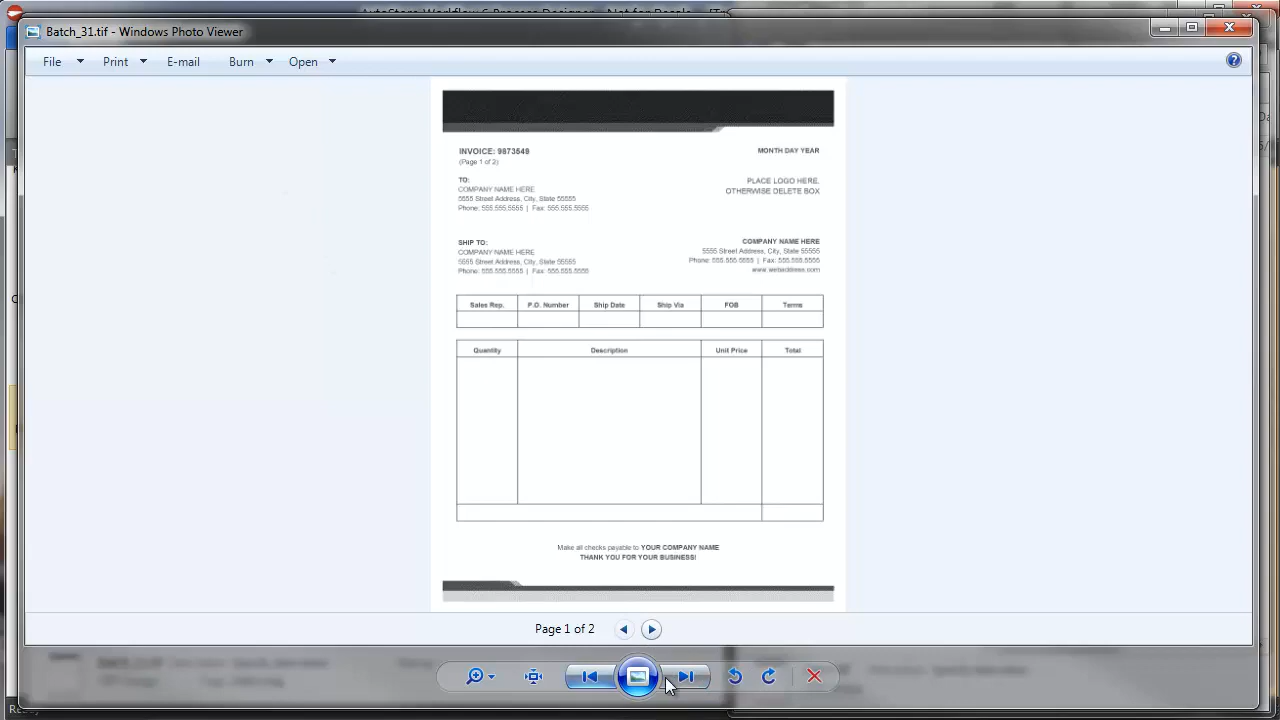 Batch_31.tif - Windows Photo Viewer
File Print E-mail Burn Open
INVOICE: 9873549
MONTH DAY YEAR
(Page 1 of 2)
TO:
COMPANY NAME HERE
5555 Street Address, City, State 55555
Phone: 555.555.5555 | Fax: 555.555.5555
PLACE LOGO HERE,
OTHERWISE DELETE BOX
SHIP TO:
COMPANY NAME HERE
5555 Street Address, City, State 55555
Phone: 555.555.5555 | Fax: 555.555.5555
COMPANY NAME HERE
5555 Street Address, City, State 55555
Phone: 555.555.5555 | Fax: 555.555.5555
www.webaddress.com
Sales Rep. P.O. Number Ship Date Ship Via FOB Terms
Quantity Description Unit Price Total
Make all checks payable to YOUR COMPANY NAME
THANK YOU FOR YOUR BUSINESS!
Page 1 of 2